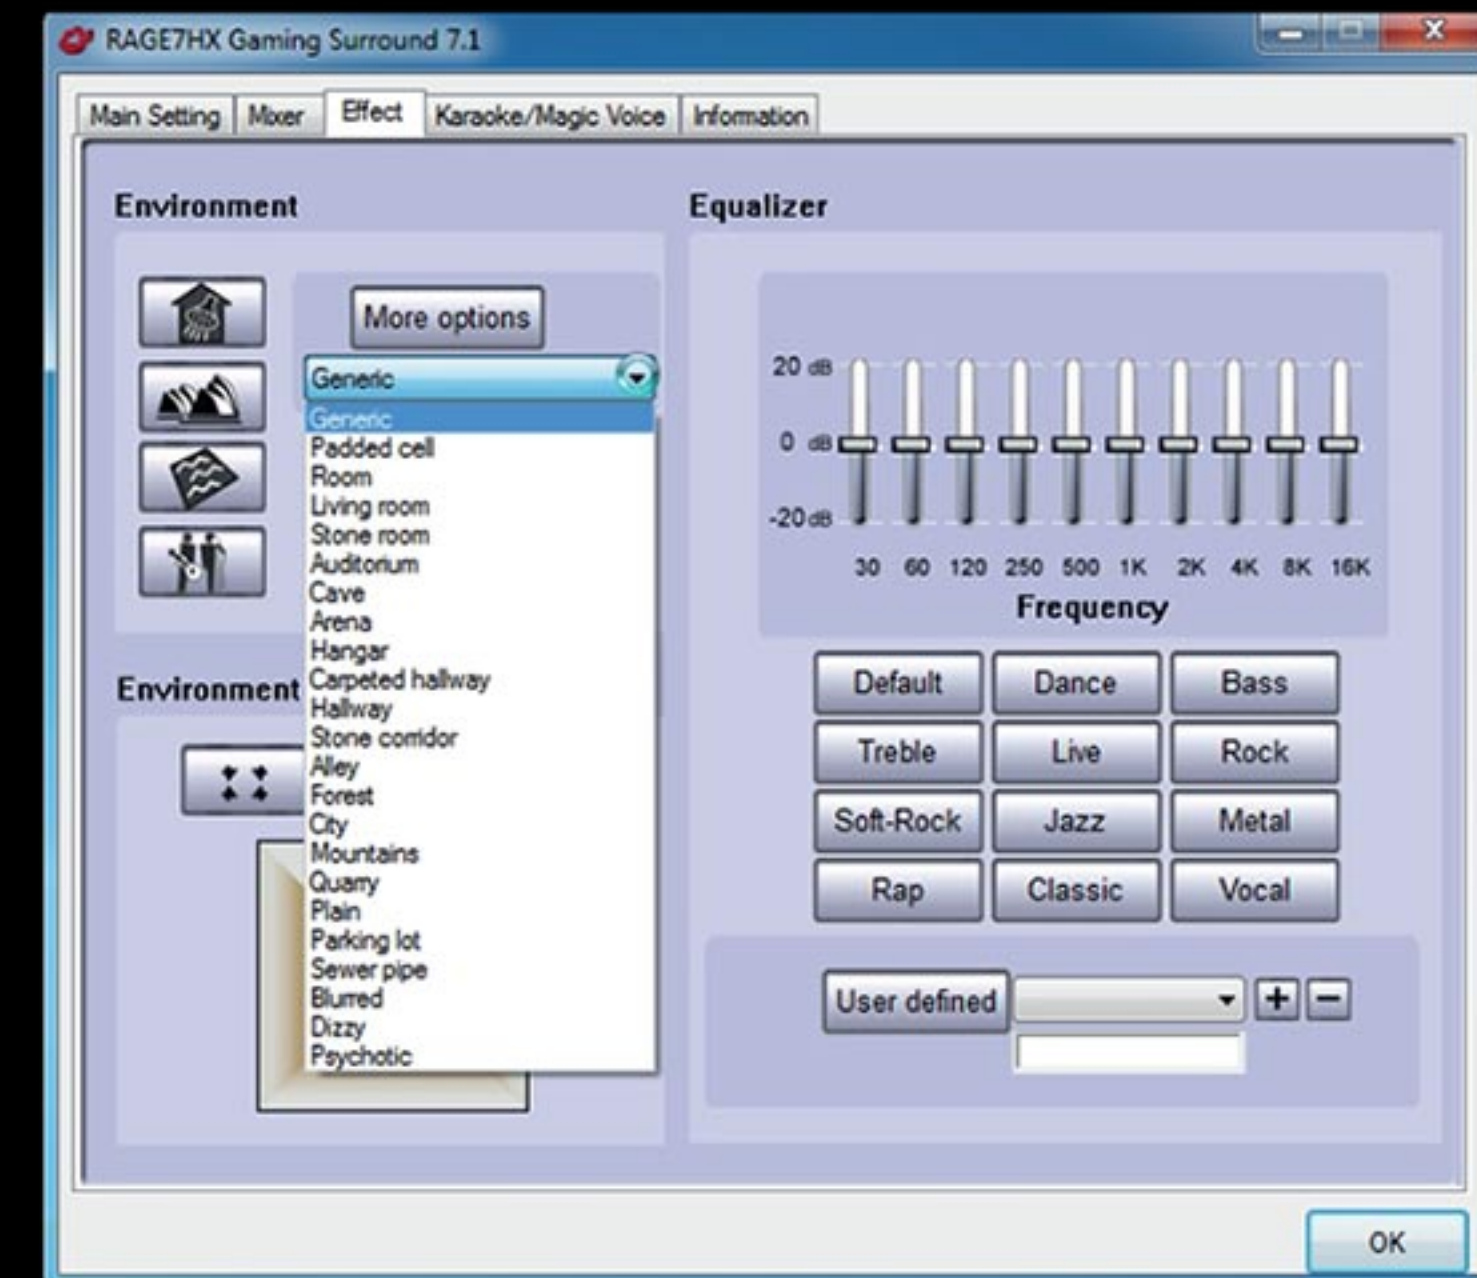 RAGE7HX Gaming Surround 7.1
Main Setting Mixer Effect Karaoke/Magic Voice Information
Environment
More options
Generic
Generic
Padded cell
Room
Living room
Stone room
Auditorium
Cave
Arena
Hangar
Carpeted hallway
Hallway
Stone corridor
Alley
Forest
City
Mountains
Quarry
Plain
Parking lot
Sewer pipe
Blurred
Dizzy
Psychotic
Environment
Equalizer
20 dB
0 dB
-20 dB
30 60 120 250 500 1K 2K 4K 8K 16K
Frequency
Default Dance Bass
Treble Live Rock
Soft-Rock Jazz Metal
Rap Classic Vocal
User defined + -
OK